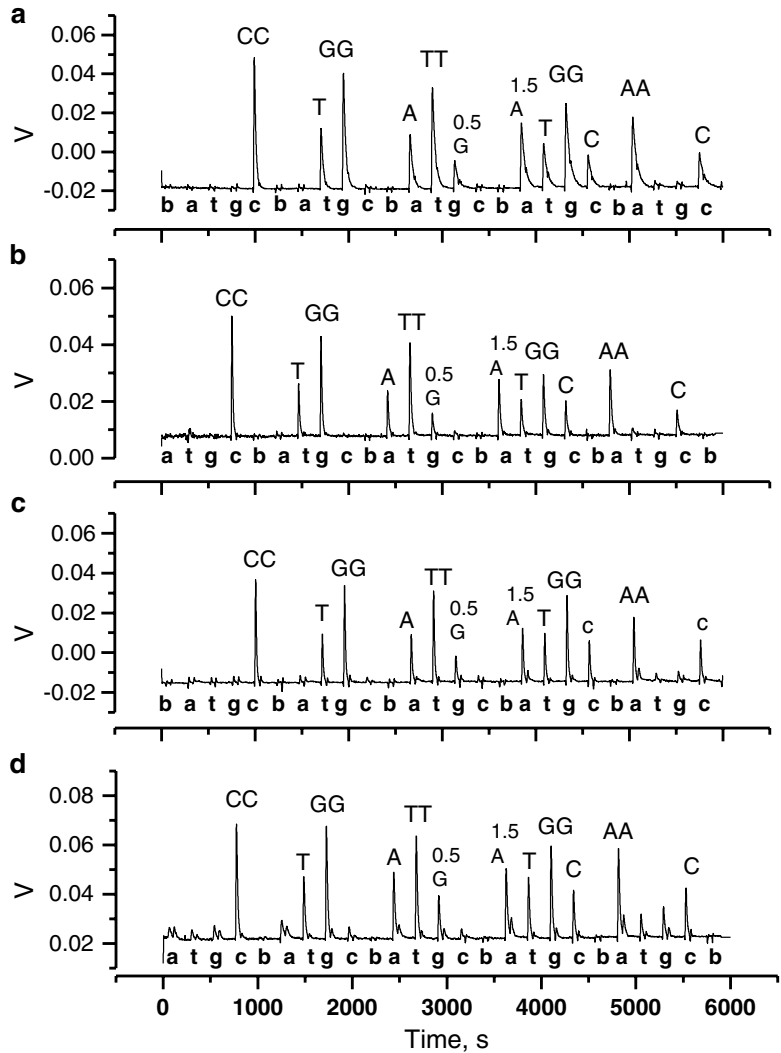 a
0.06
0.04
0.02
0.00
-0.02
V
CC
T
GG
A
TT
0.5
G
1.5
A
T
GG
C
AA
C
b a t g c b a t g c b a t g c b a t g c b a t g c
b
0.06
0.04
0.02
0.00
V
CC
T
GG
A
TT
0.5
G
1.5
A
T
GG
C
AA
C
a t g c b a t g c b a t g c b a t g c b a t g c b
c
0.06
0.04
0.02
0.00
-0.02
V
CC
T
GG
A
TT
0.5
G
1.5
A
T
GG
c
AA
c
b a t g c b a t g c b a t g c b a t g c b a t g c
d
0.08
0.06
0.04
0.02
V
CC
T
GG
A
TT
0.5
G
1.5
A
T
GG
C
AA
C
a t g c b a t g c b a t g c b a t g c b a t g c b
0 1000 2000 3000 4000 5000 6000
Time, s